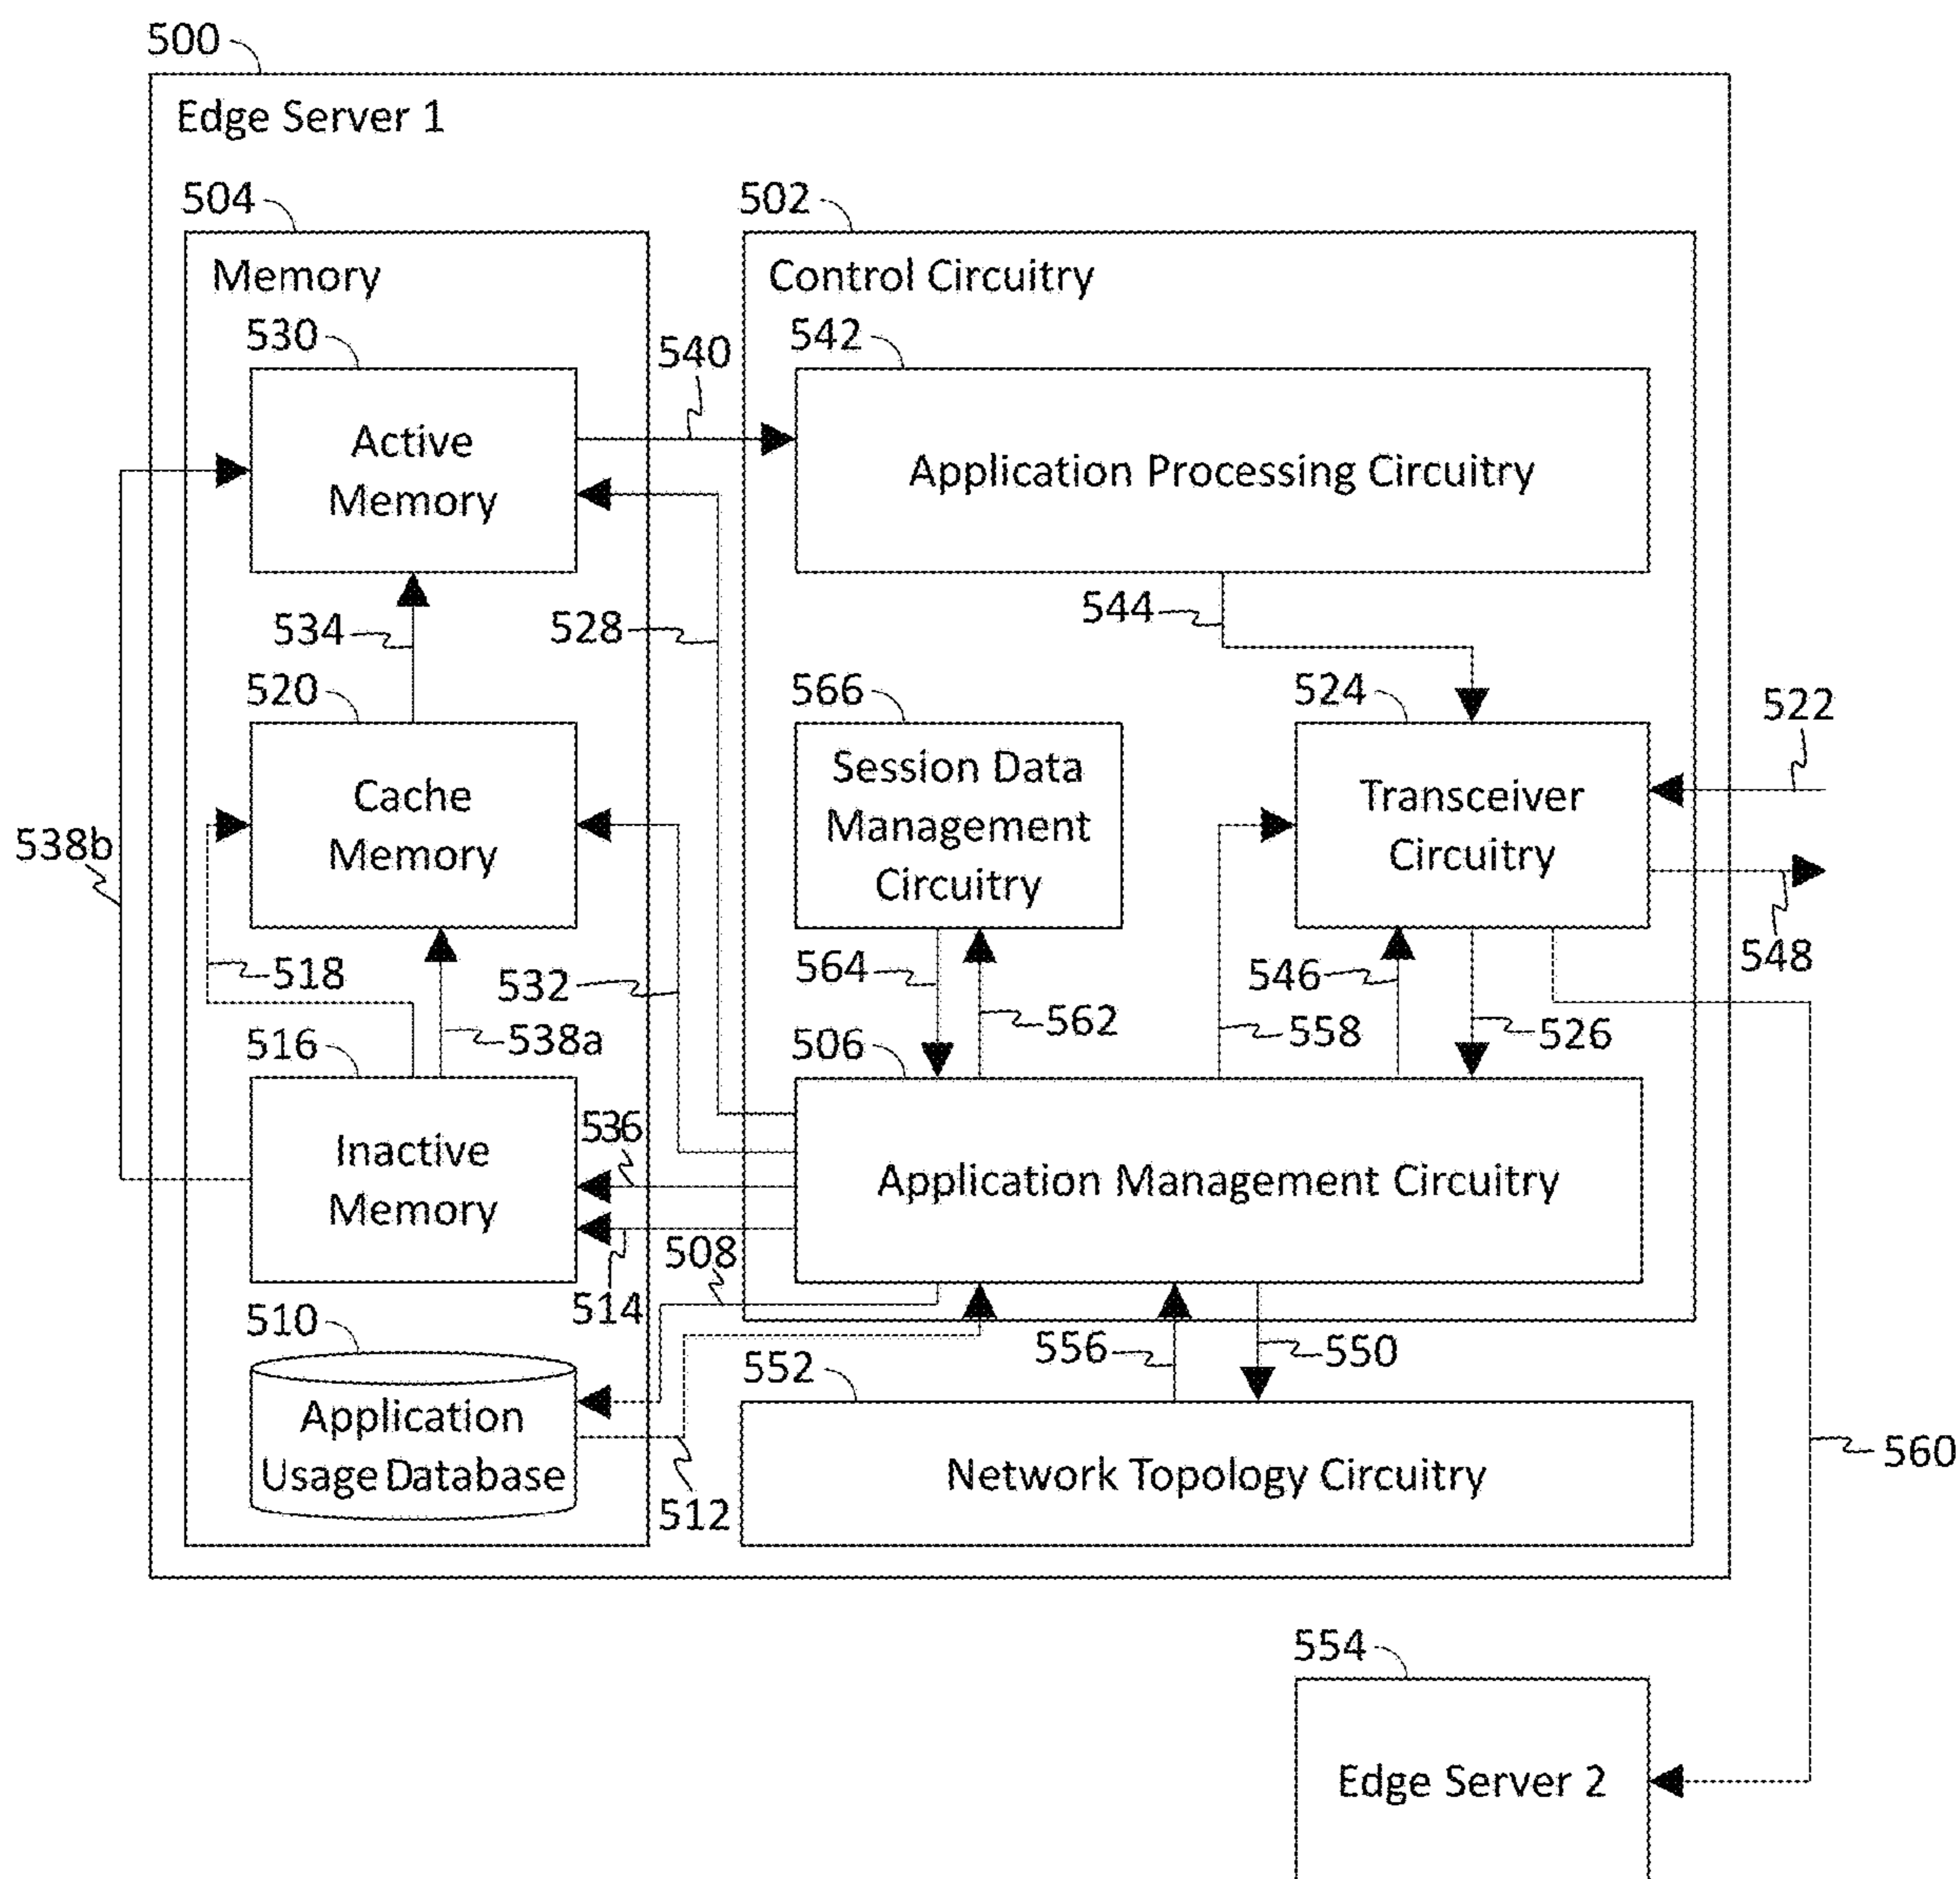 500
Edge Server 1
504
502
Memory
Control Circuitry
530
540
542
Active
Memory
Application Processing Circuitry
534
528
544
520
566
524
522
Cache
Memory
Session Data
Management
Circuitry
Transceiver
Circuitry
538b
548
518
532
564
562
546
558
526
516
538a
506
536
Inactive
Memory
Application Management Circuitry
514
508
510
556
550
552
Application
Usage Database
512
Network Topology Circuitry
560
554
Edge Server 2